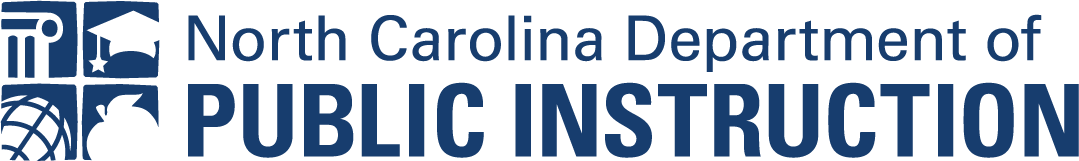 North Carolina Department of
PUBLIC INSTRUCTION